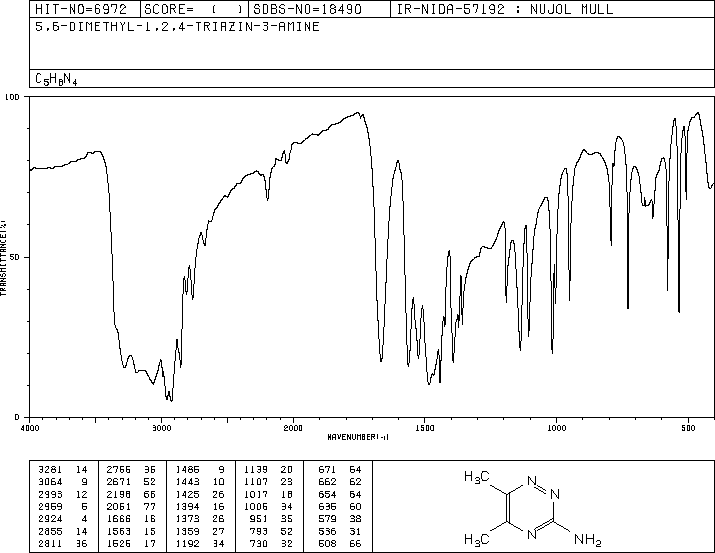 HIT-NO=6972 SCORE= ( ) SDBS-NO=18490 IR-NIDA-57192 : NUJOL MULL
5,6-DIMETHYL-1,2,4-TRIAZIN-3-AMINE
C5H8N4
100
50
0
TRANSMITTANCE(%)
4000 3000 2000 1500 1000 500
WAVENUMBER(-1)
3281 14 2766 36 1486 9 1139 20 671 64
3064 9 2671 52 1443 10 1107 23 662 62
2993 12 2198 66 1425 26 1017 18 654 64
2959 5 2051 77 1394 16 1006 34 636 60
2924 4 1666 16 1373 26 951 35 579 38
2855 14 1563 15 1359 27 793 52 536 31
2811 36 1526 17 1192 34 730 32 508 66
H3C
N
N
H3C
N
NH2